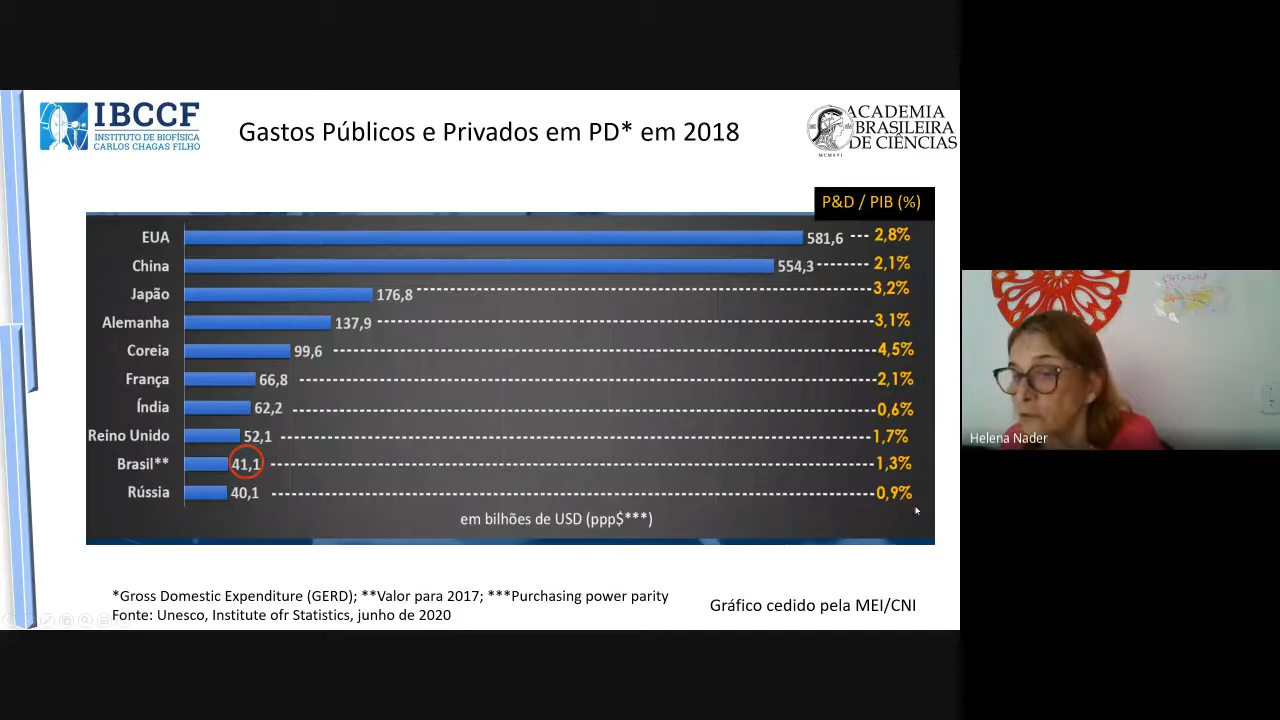 IBCCF
INSTITUTO DE BIOFÍSICA
CARLOS CHAGAS FILHO
Gastos Públicos e Privados em PD* em 2018
ACADEMIA
BRASILEIRA
DE CIÊNCIAS
MCMXVI
P&D / PIB (%)
EUA 581,6 --- 2,8%
China 554,3 2,1%
Japão 176,8 3,2%
Alemanha 137,9 3,1%
Coreia 99,6 4,5%
França 66,8 2,1%
Índia 62,2 0,6%
Reino Unido 52,1 1,7%
Brasil** 41,1 1,3%
Rússia 40,1 0,9%
em bilhões de USD (ppp$***)
*Gross Domestic Expenditure (GERD); **Valor para 2017; ***Purchasing power parity
Fonte: Unesco, Institute ofr Statistics, junho de 2020
Gráfico cedido pela MEI/CNI
Helena Nader